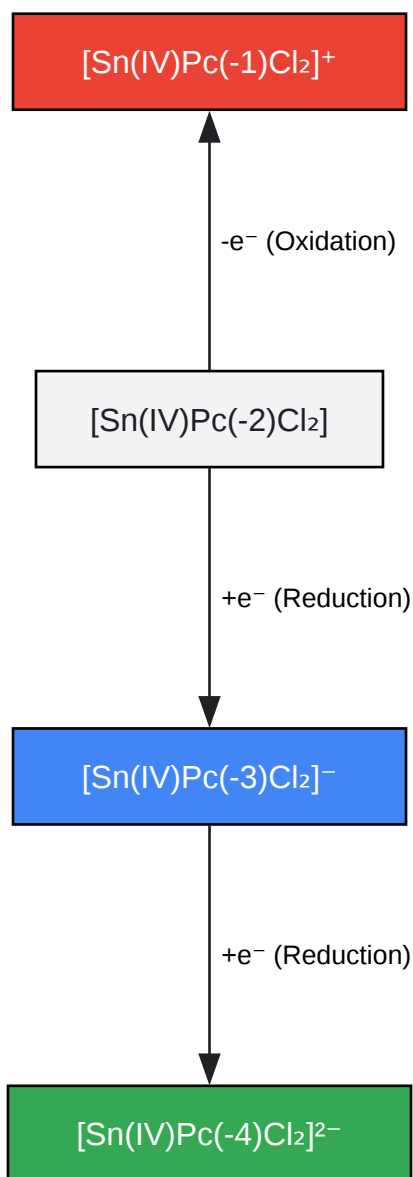 [Sn(IV)Pc(-1)Cl₂]⁺
-e⁻ (Oxidation)
[Sn(IV)Pc(-2)Cl₂]
+e⁻ (Reduction)
[Sn(IV)Pc(-3)Cl₂]⁻
+e⁻ (Reduction)
[Sn(IV)Pc(-4)Cl₂]²⁻